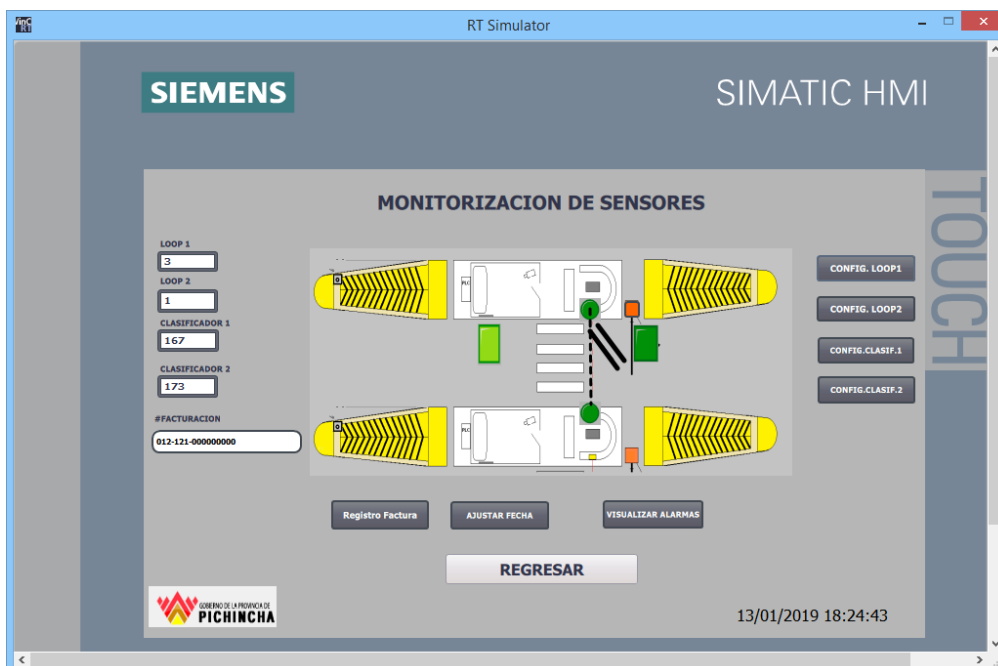 RT Simulator
SIEMENS
SIMATIC HMI
TOUCH
MONITORIZACION DE SENSORES
LOOP 1
3
LOOP 2
1
CLASIFICADOR 1
167
CLASIFICADOR 2
173
#FACTURACION
012-121-000000000
PLC
PLC
CONFIG. LOOP1
CONFIG. LOOP2
CONFIG.CLASIF.1
CONFIG.CLASIF.2
Registro Factura
AJUSTAR FECHA
VISUALIZAR ALARMAS
REGRESAR
GOBIERNO DE LA PROVINCIA DE
PICHINCHA
13/01/2019 18:24:43